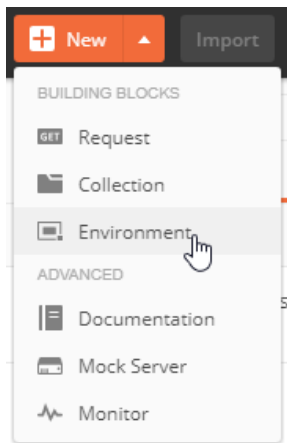 New Import
BUILDING BLOCKS
GET Request
Collection
Environment
ADVANCED
Documentation
Mock Server
Monitor